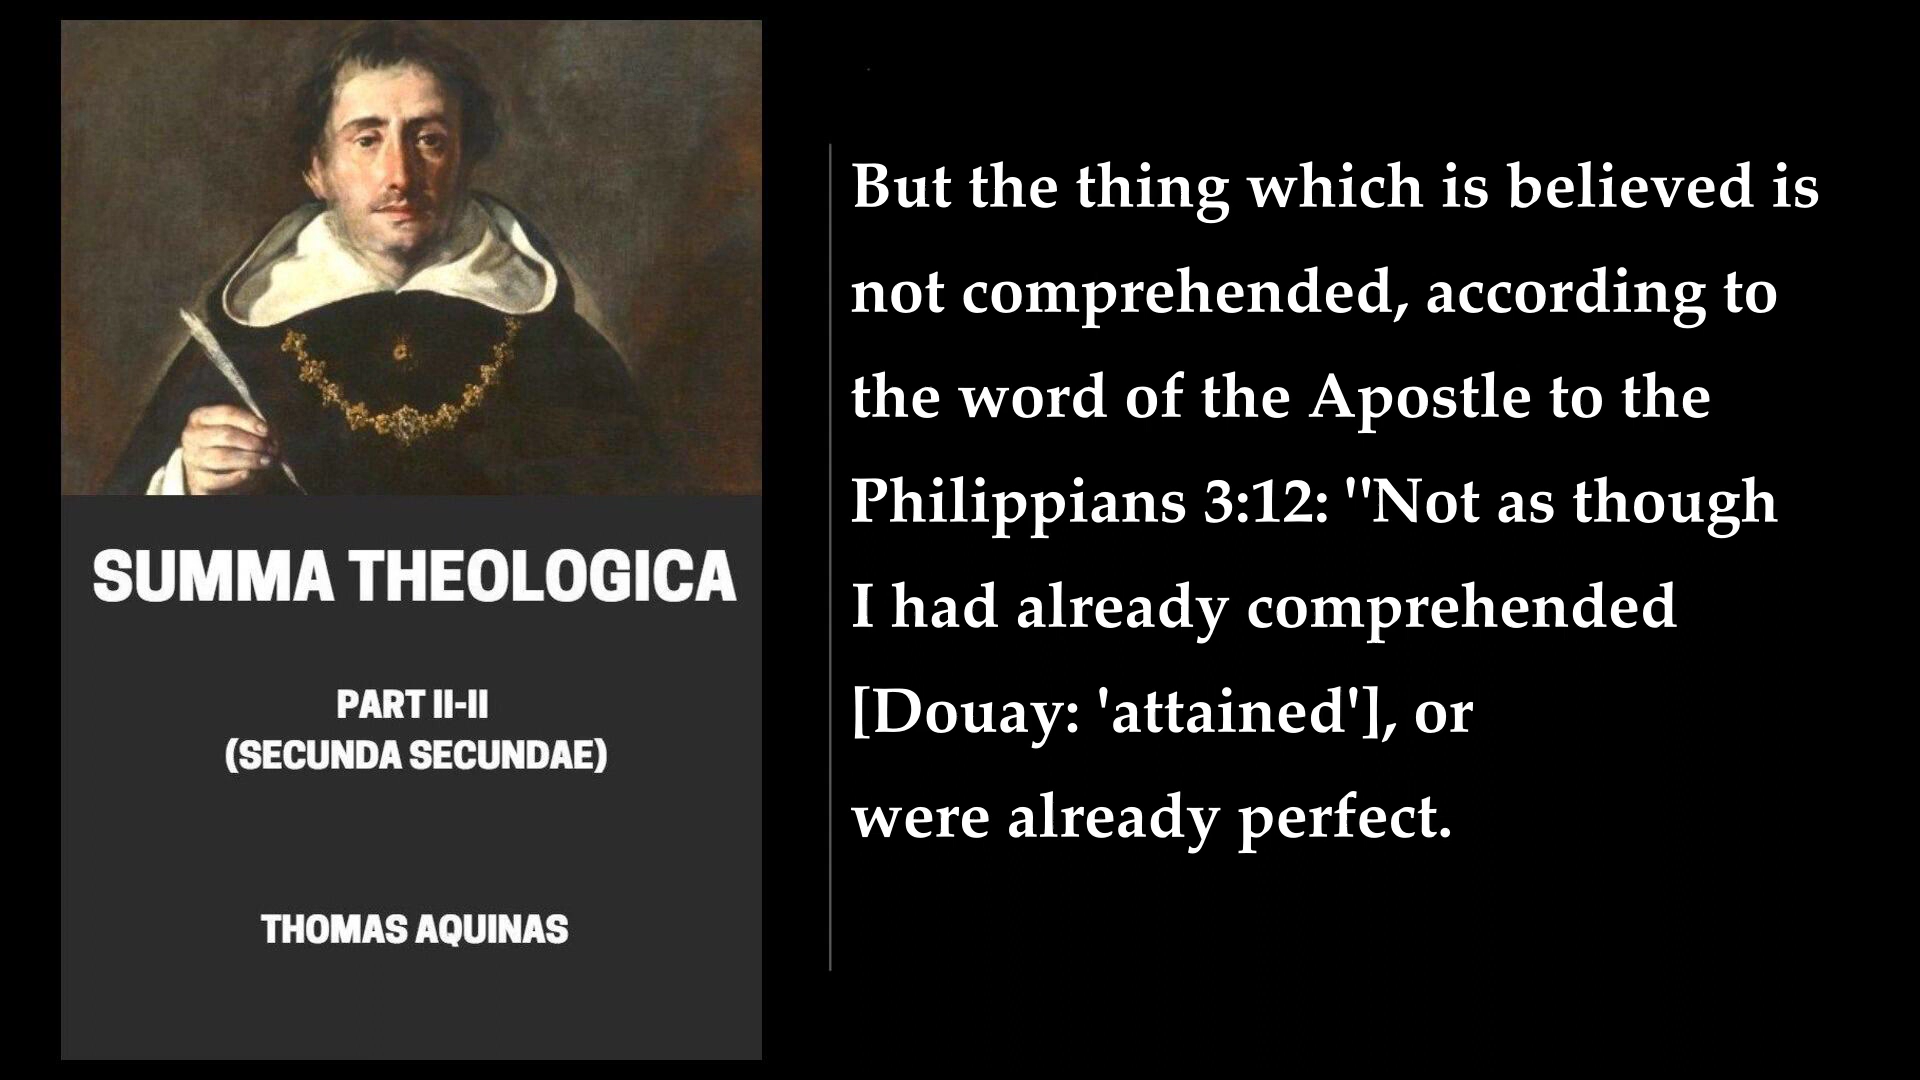 SUMMA THEOLOGICA
PART II-II
(SECUNDA SECUNDAE)
THOMAS AQUINAS
But the thing which is believed is
not comprehended, according to
the word of the Apostle to the
Philippians 3:12: "Not as though
I had already comprehended
[Douay: 'attained'], or
were already perfect.